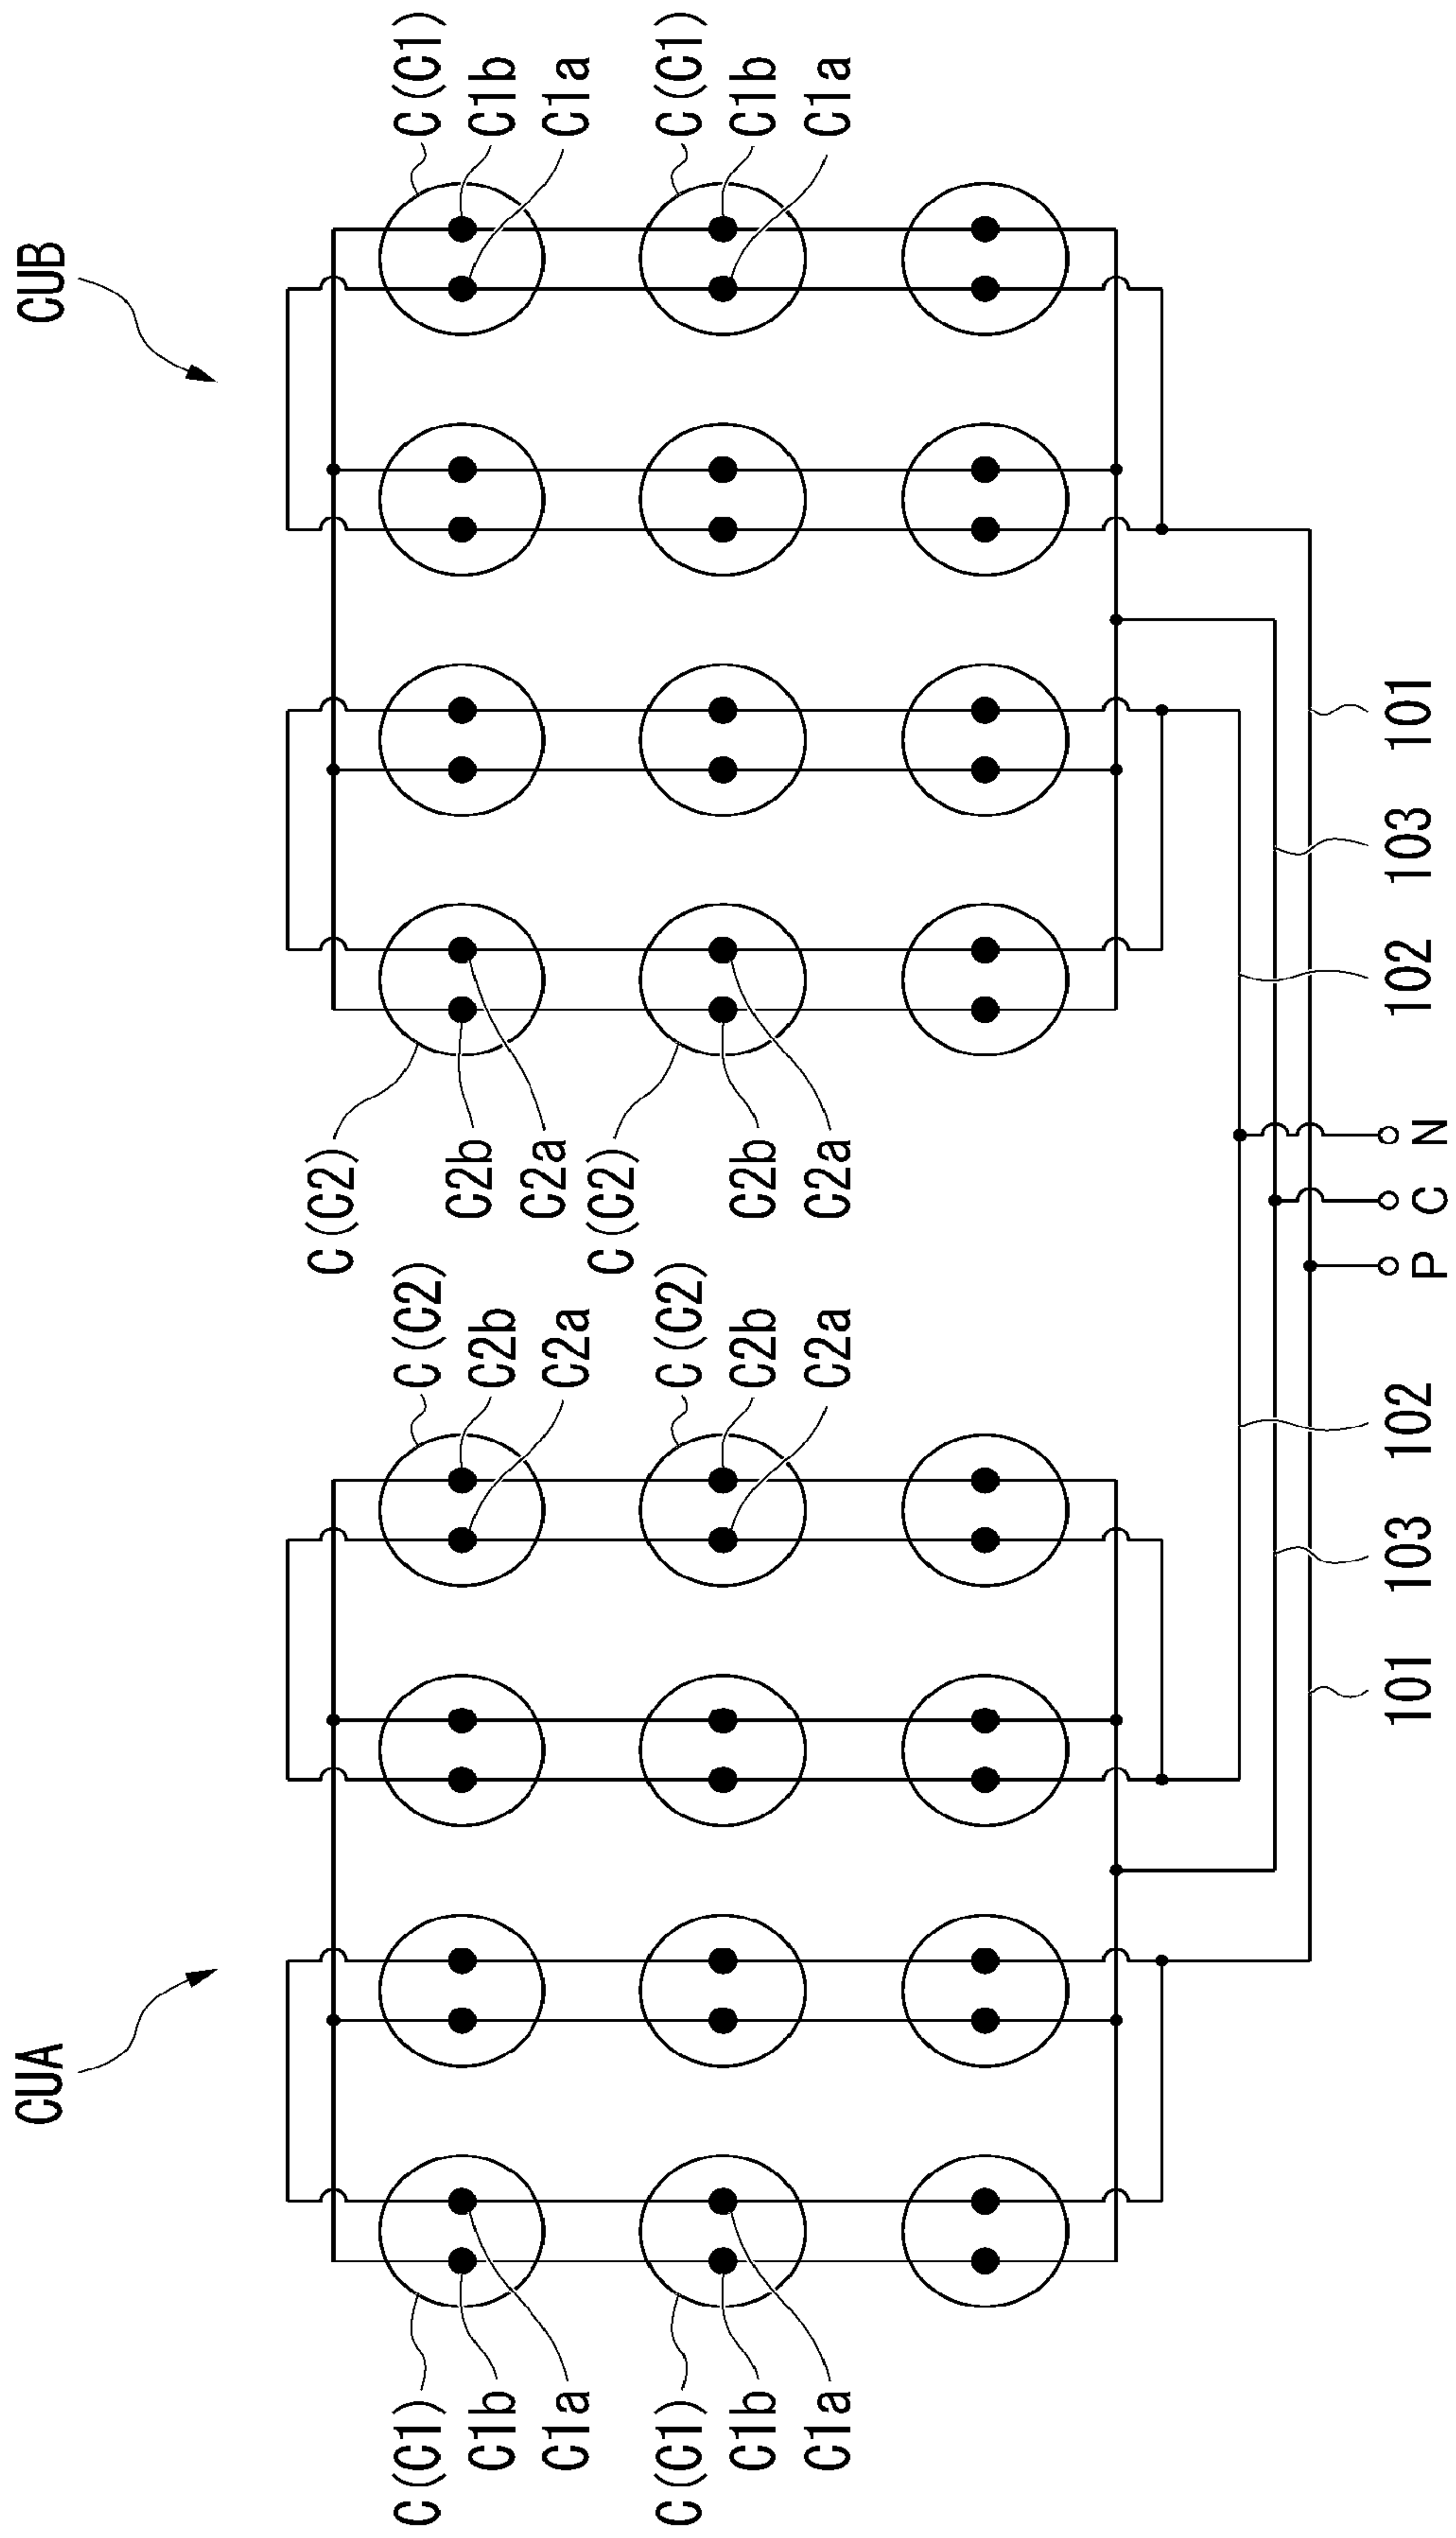 CUA CUB
C(C2)
C(C1) C(C2) C(C1)
C1b C2b C2b C1b
C1a C2a C2a C1a
C(C2)
C(C1) C(C2) C(C1)
C1b C2b C2b C1b
C1a C2a C2a C1a
101 103 102 P C N 102 103 101